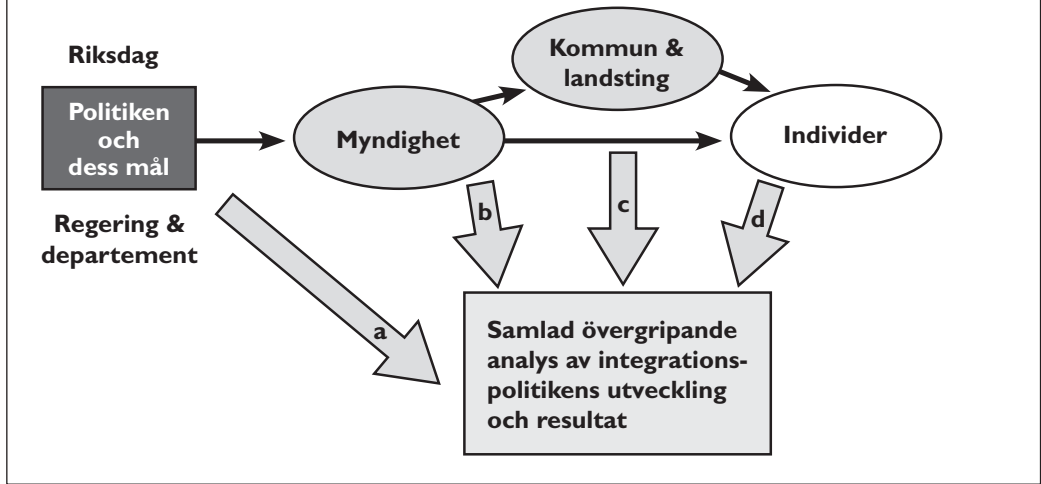 Riksdag
Politiken
och
dess mål
Regering &
departement
Myndighet
Kommun &
landsting
Individer
a
b
c
d
Samlad övergripande
analys av integrations-
politikens utveckling
och resultat